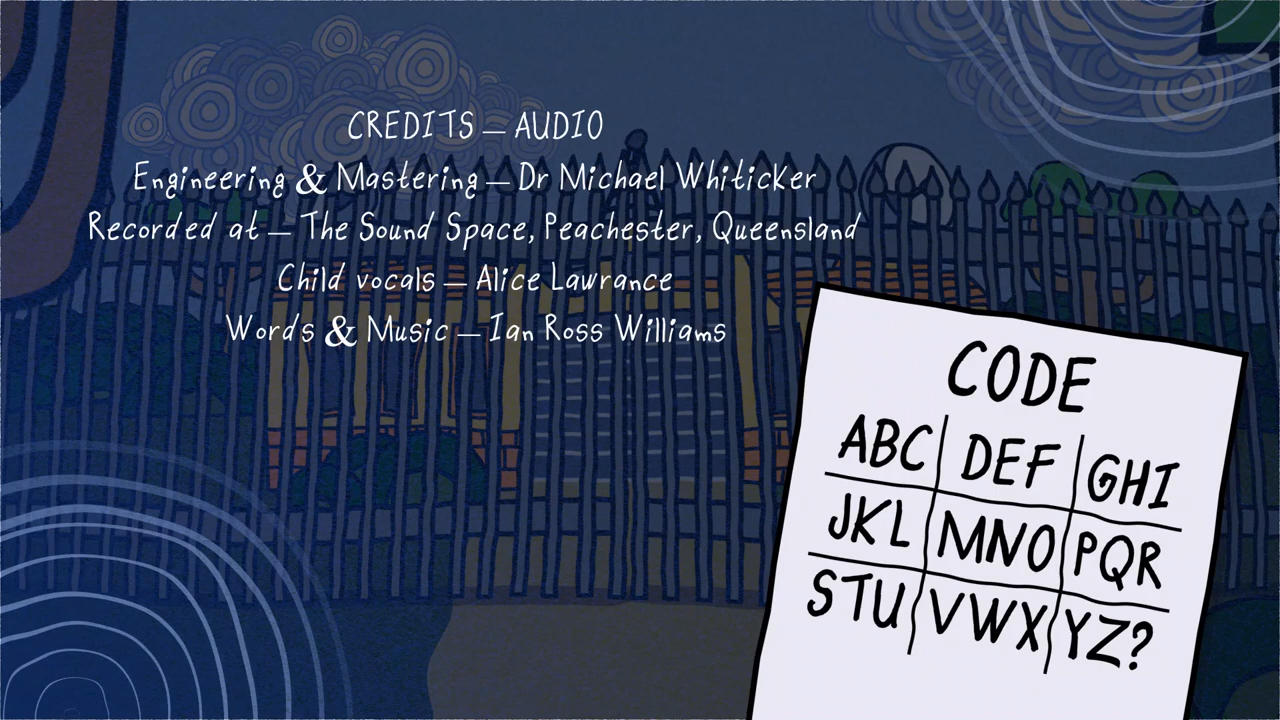 CREDITS — AUDIO
Engineering & Mastering — Dr Michael Whiticker
Recorded at — The Sound Space, Peachester, Queensland
Child vocals — Alice Lawrance
Words & Music — Ian Ross Williams
CODE
ABC DEF GHI
JKL MNO PQR
STU VWX YZ?